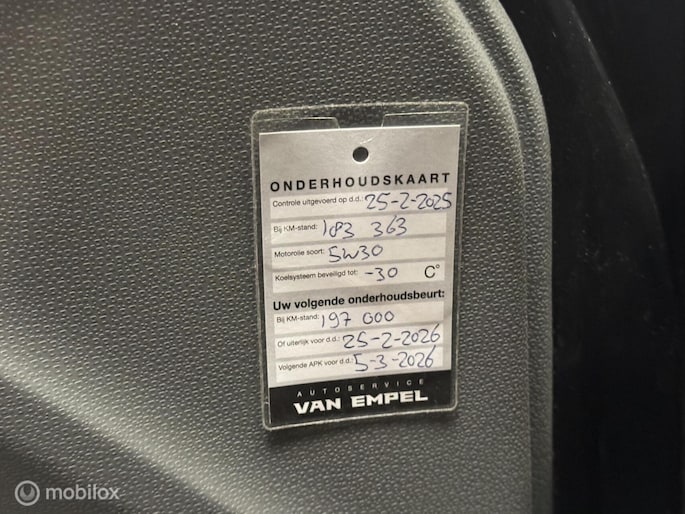 ONDERHOUDSKAART
Controle uitgevoerd op d.d.: 25-2-2025
Bij KM-stand: 183 363
Motorolie soort: 5W30
Koelsysteem beveiligd tot: -30 C°
Uw volgende onderhoudsbeurt:
Bij KM-stand: 197 000
Of uiterlijk voor d.d.: 25-2-2026
Volgende APK voor d.d.: 5-3-2026
AUTOSERVICE
VAN EMPEL
mobilox